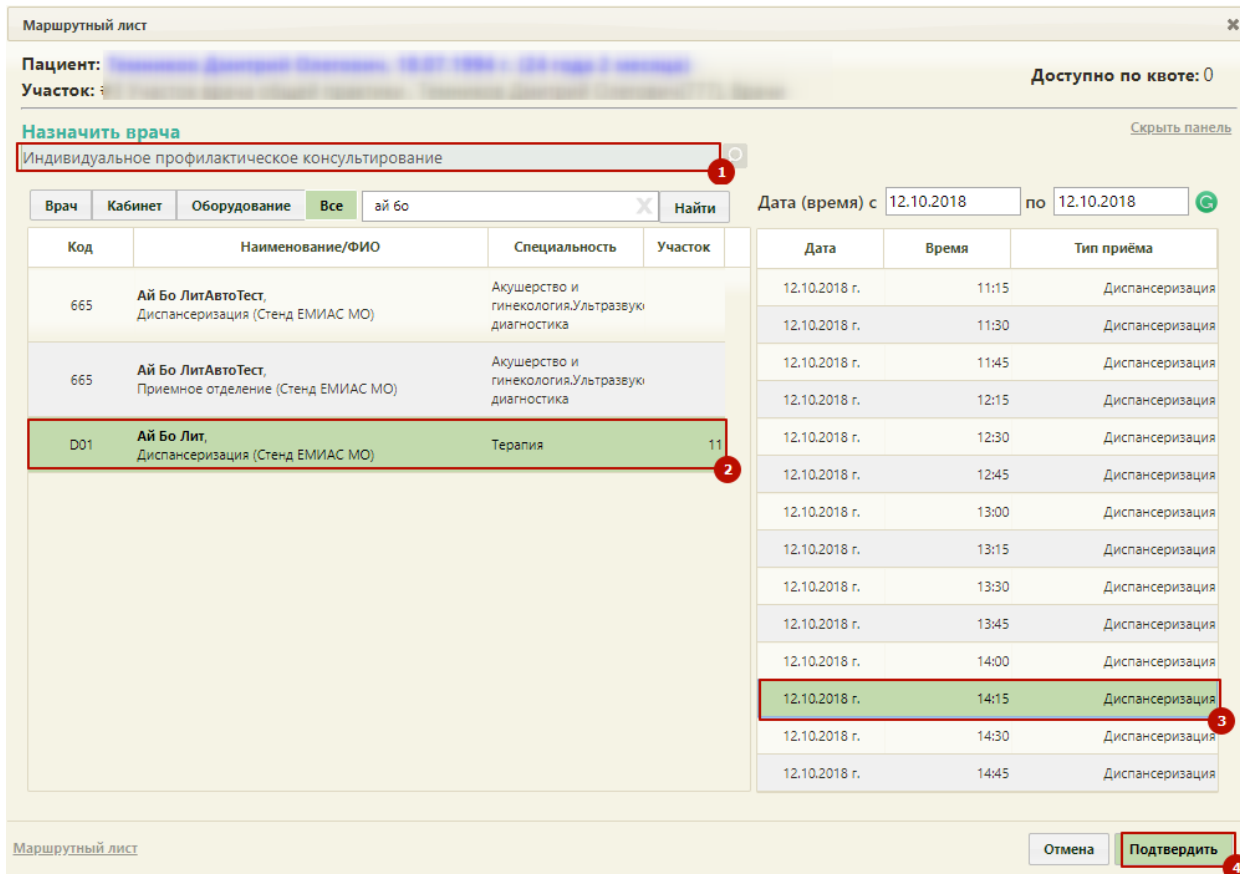 Маршрутный лист
Пациент:
Участок:
Доступно по квоте: 0
Назначить врача
Скрыть панель
Индивидуальное профилактическое консультирование
1
Врач Кабинет Оборудование Все ай бо X Найти
Дата (время) с 12.10.2018 по 12.10.2018
Код Наименование/ФИО Специальность Участок
665 Ай Бо ЛитАвтоТест, Диспансеризация (Стенд ЕМИАС МО) Акушерство и гинекология.Ультразвуко диагностика
665 Ай Бо ЛитАвтоТест, Приемное отделение (Стенд ЕМИАС МО) Акушерство и гинекология.Ультразвуко диагностика
D01 Ай Бо Лит, Диспансеризация (Стенд ЕМИАС МО) Терапия 11
2
Дата Время Тип приёма
12.10.2018 г. 11:15 Диспансеризация
12.10.2018 г. 11:30 Диспансеризация
12.10.2018 г. 11:45 Диспансеризация
12.10.2018 г. 12:15 Диспансеризация
12.10.2018 г. 12:30 Диспансеризация
12.10.2018 г. 12:45 Диспансеризация
12.10.2018 г. 13:00 Диспансеризация
12.10.2018 г. 13:15 Диспансеризация
12.10.2018 г. 13:30 Диспансеризация
12.10.2018 г. 13:45 Диспансеризация
12.10.2018 г. 14:00 Диспансеризация
12.10.2018 г. 14:15 Диспансеризация
3
12.10.2018 г. 14:30 Диспансеризация
12.10.2018 г. 14:45 Диспансеризация
Маршрутный лист
Отмена Подтвердить
4